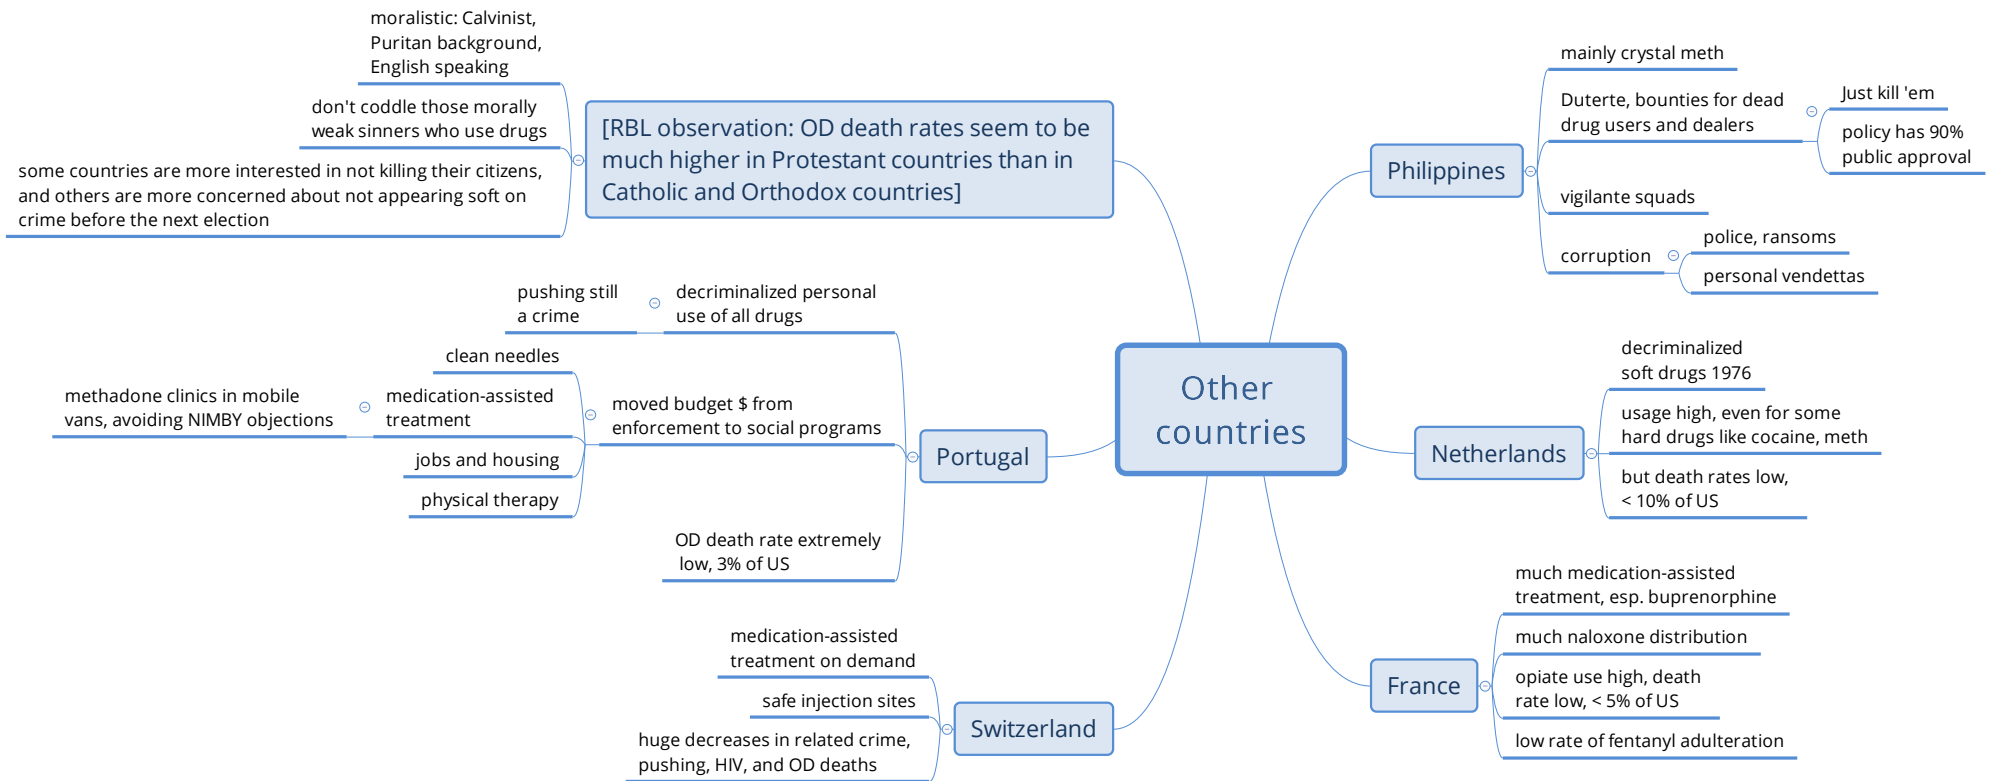 Other
countries
Philippines
mainly crystal meth
Duterte, bounties for dead
drug users and dealers
Just kill 'em
policy has 90%
public approval
vigilante squads
corruption
police, ransoms
personal vendettas
Netherlands
decriminalized
soft drugs 1976
usage high, even for some
hard drugs like cocaine, meth
but death rates low,
< 10% of US
France
much medication-assisted
treatment, esp. buprenorphine
much naloxone distribution
opiate use high, death
rate low, < 5% of US
low rate of fentanyl adulteration
[RBL observation: OD death rates seem to be
much higher in Protestant countries than in
Catholic and Orthodox countries]
moralistic: Calvinist,
Puritan background,
English speaking
don't coddle those morally
weak sinners who use drugs
some countries are more interested in not killing their citizens,
and others are more concerned about not appearing soft on
crime before the next election
Portugal
decriminalized personal
use of all drugs
pushing still
a crime
moved budget $ from
enforcement to social programs
clean needles
medication-assisted
treatment
methadone clinics in mobile
vans, avoiding NIMBY objections
jobs and housing
physical therapy
OD death rate extremely
low, 3% of US
Switzerland
medication-assisted
treatment on demand
safe injection sites
huge decreases in related crime,
pushing, HIV, and OD deaths